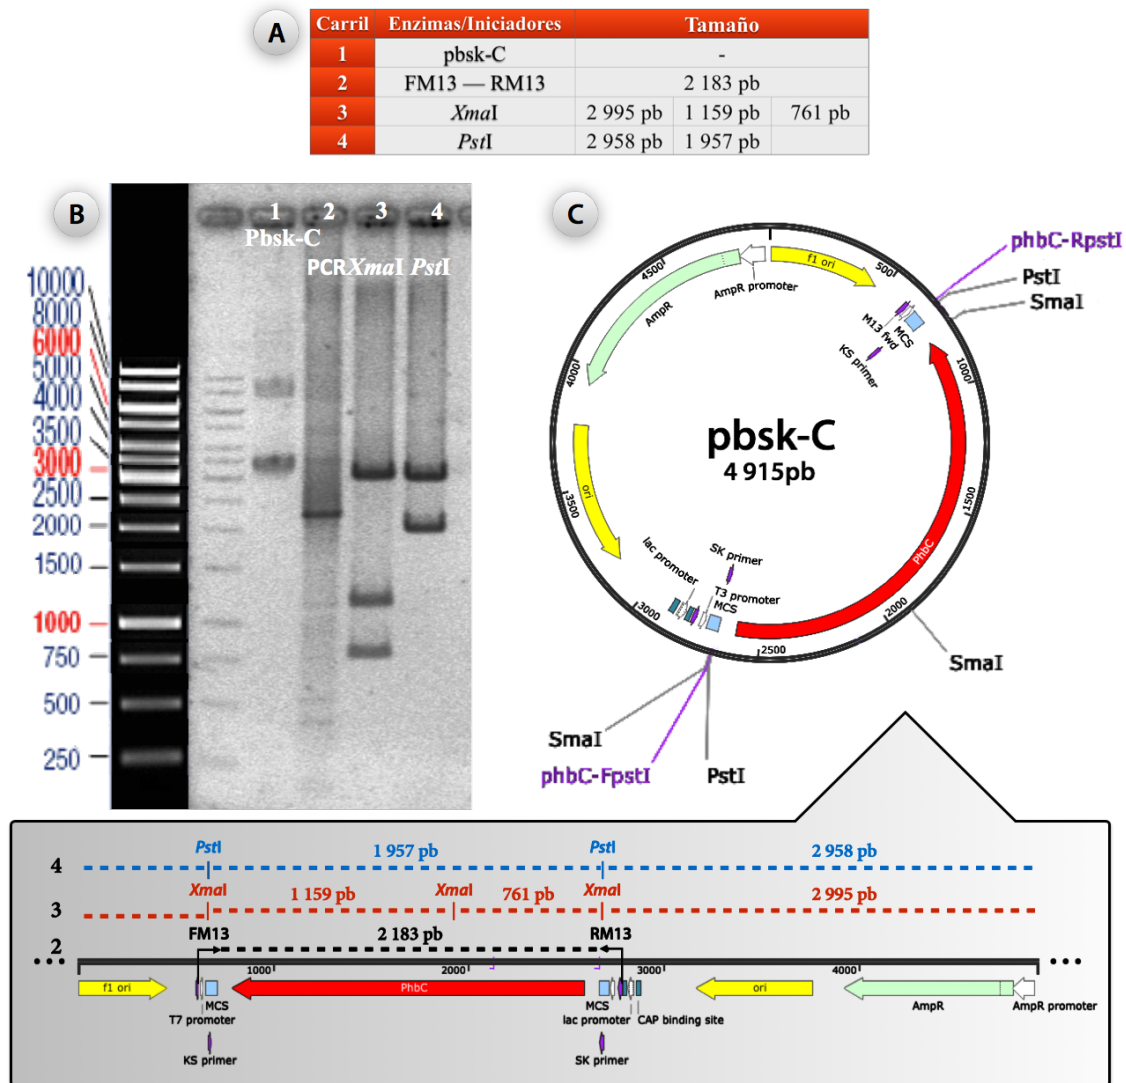 A
Carril Enzimas/Iniciadores Tamaño
1 pbsk-C -
2 FM13 — RM13 2 183 pb
3 XmaI 2 995 pb 1 159 pb 761 pb
4 PstI 2 958 pb 1 957 pb
B
1 2 3 4
Pbsk-C
PCR XmaI PstI
10000
8000
6000
5000
4000
3500
3000
2500
2000
1500
1000
750
500
250
C
phbC-RpstI
PstI
SmaI
f1 ori
500
4500
AmpR promoter
AmpR
M13 fwd
MCS
KS primer
4000
1000
pbsk-C
4 915pb
ori
3500
1500
PhbC
SK primer
lac promoter
T3 promoter
MCS
3000
2000
2500
SmaI
SmaI
phbC-FpstI
PstI
PstI 1 957 pb PstI 2 958 pb
4
XmaI 1 159 pb XmaI 761 pb XmaI 2 995 pb
3
FM13 2 183 pb RM13
2
1000 2000 3000 4000
f1 ori PhbC ori AmpR
MCS MCS AmpR promoter
T7 promoter lac promoter CAP binding site
KS primer SK primer